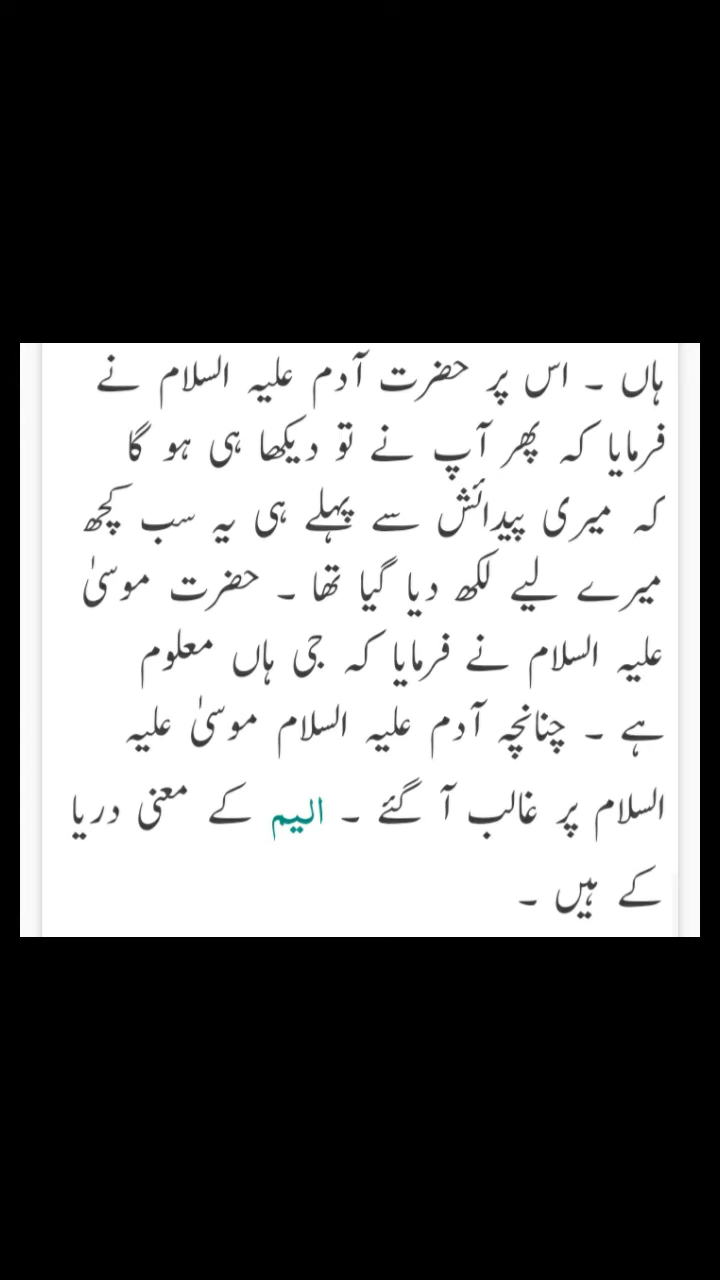 ہاں ۔ اس پر حضرت آدم علیہ السلام نے
فرمایا کہ پھر آپ نے تو دیکھا ہی ہو گا
کہ میری پیدائش سے پہلے ہی یہ سب کچھ
میرے لیے لکھ دیا گیا تھا ۔ حضرت موسیٰ
علیہ السلام نے فرمایا کہ جی ہاں معلوم
ہے ۔ چنانچہ آدم علیہ السلام موسیٰ علیہ
السلام پر غالب آ گئے ۔ الیم کے معنی دریا
کے ہیں ۔